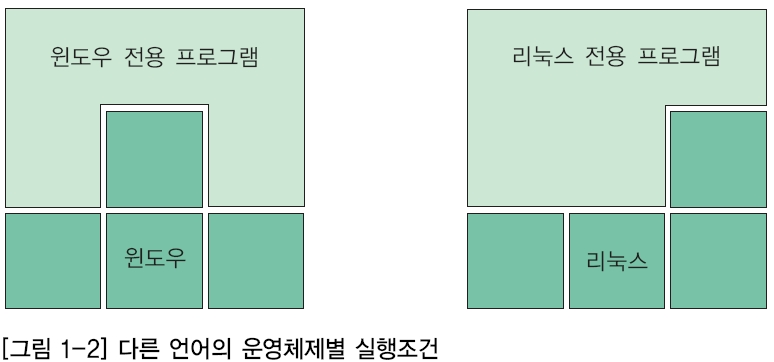 윈도우 전용 프로그램
리눅스 전용 프로그램
윈도우
리눅스
[그림 1-2] 다른 언어의 운영체제별 실행조건